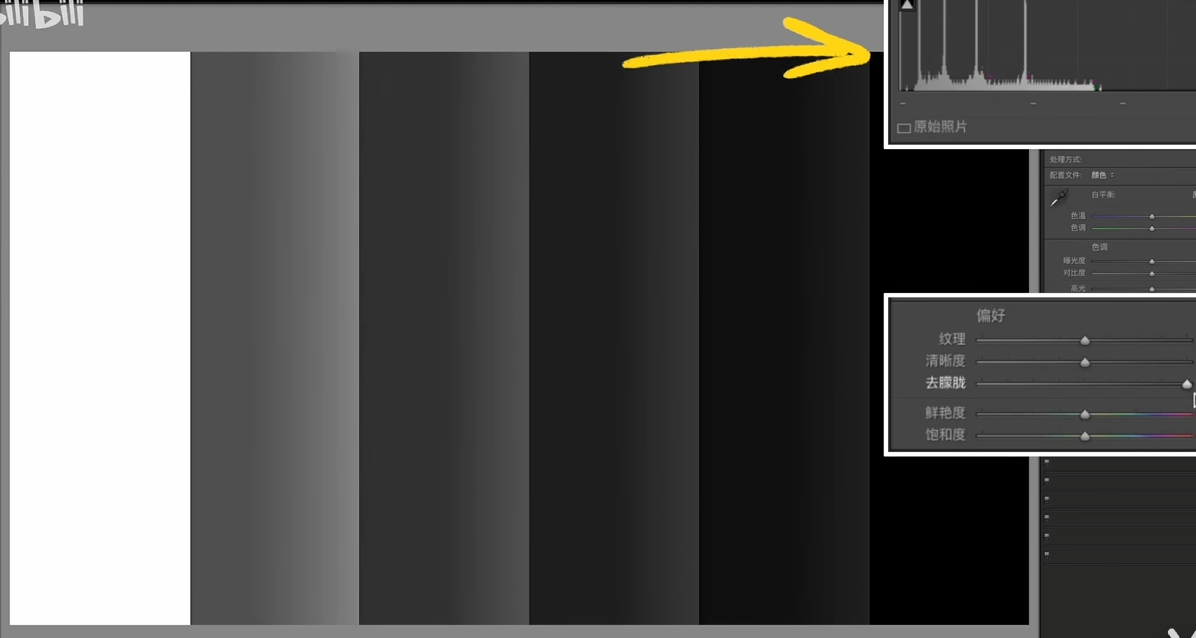 bilibili
原始照片
处理方式:
配置文件: 颜色
白平衡:
色温
色调
色调
曝光度
对比度
高光
偏好
纹理
清晰度
去朦胧
鲜艳度
饱和度